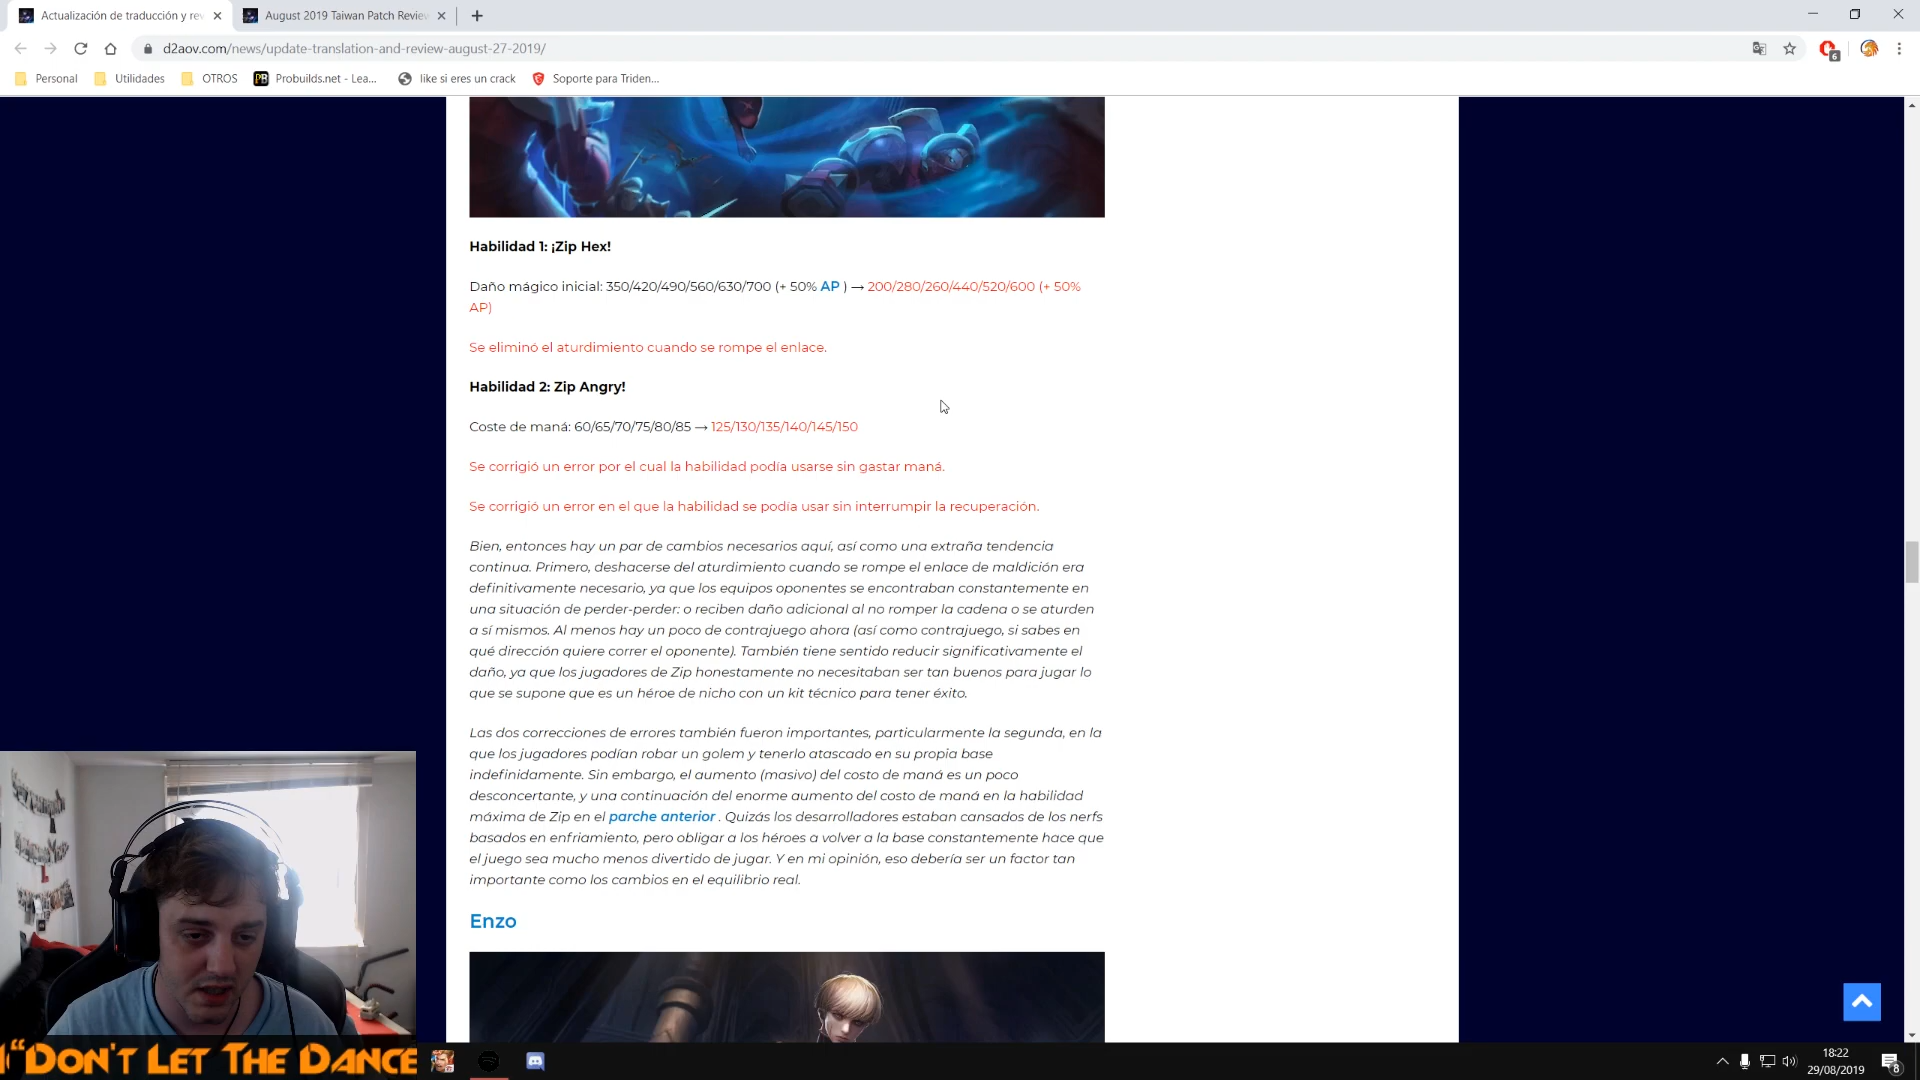 Actualización de traducción y rev
August 2019 Taiwan Patch Review
d2aov.com/news/update-translation-and-review-august-27-2019/
6
Personal
Utilidades
OTROS
PB
Probuilds.net - Lea...
like si eres un crack
Soporte para Triden...
Habilidad 1: ¡Zip Hex!
Daño mágico inicial: 350/420/490/560/630/700 (+ 50% AP ) → 200/280/260/440/520/600 (+ 50%
AP)
Se eliminó el aturdimiento cuando se rompe el enlace.
Habilidad 2: Zip Angry!
Coste de maná: 60/65/70/75/80/85 → 125/130/135/140/145/150
Se corrigió un error por el cual la habilidad podía usarse sin gastar maná.
Se corrigió un error en el que la habilidad se podía usar sin interrumpir la recuperación.
Bien, entonces hay un par de cambios necesarios aquí, así como una extraña tendencia
continua. Primero, deshacerse del aturdimiento cuando se rompe el enlace de maldición era
definitivamente necesario, ya que los equipos oponentes se encontraban constantemente en
una situación de perder-perder: o reciben daño adicional al no romper la cadena o se aturden
a sí mismos. Al menos hay un poco de contrajuego ahora (así como contrajuego, si sabes en
qué dirección quiere correr el oponente). También tiene sentido reducir significativamente el
daño, ya que los jugadores de Zip honestamente no necesitaban ser tan buenos para jugar lo
que se supone que es un héroe de nicho con un kit técnico para tener éxito.
Las dos correcciones de errores también fueron importantes, particularmente la segunda, en la
que los jugadores podían robar un golem y tenerlo atascado en su propia base
indefinidamente. Sin embargo, el aumento (masivo) del costo de maná es un poco
desconcertante, y una continuación del enorme aumento del costo de maná en la habilidad
máxima de Zip en el parche anterior . Quizás los desarrolladores estaban cansados de los nerfs
basados en enfriamiento, pero obligar a los héroes a volver a la base constantemente hace que
el juego sea mucho menos divertido de jugar. Y en mi opinión, eso debería ser un factor tan
importante como los cambios en el equilibrio real.
Enzo
“DON'T LET THE DANCE
18:22
29/08/2019
8